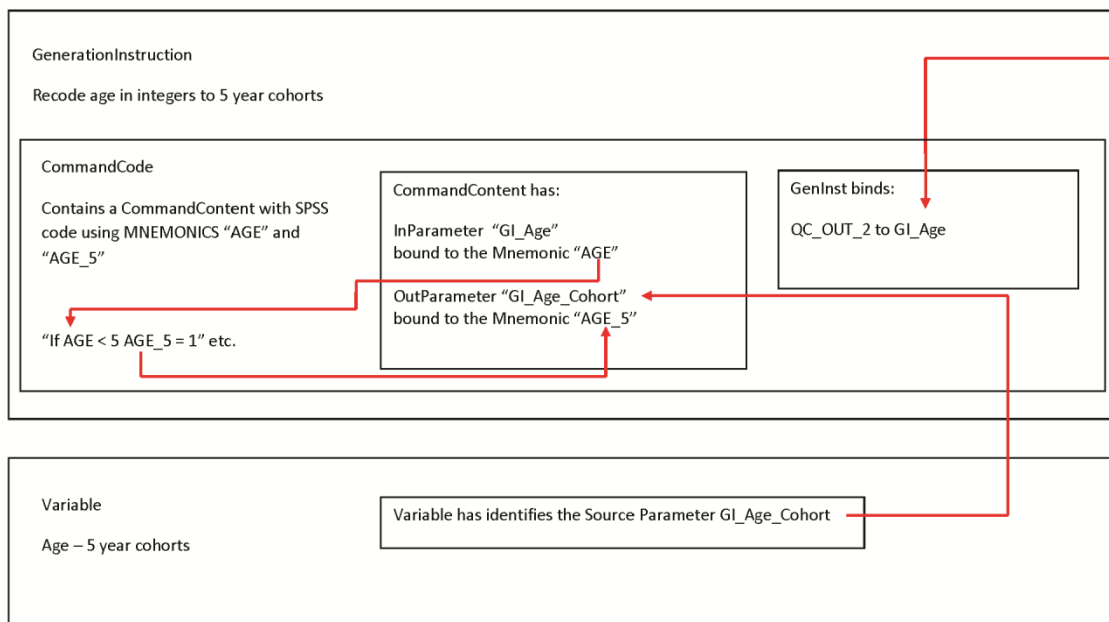 GenerationInstruction
Recode age in integers to 5 year cohorts
CommandCode
Contains a CommandContent with SPSS
code using MNEMONICS “AGE” and
“AGE_5”
“If AGE < 5 AGE_5 = 1” etc.
CommandContent has:
InParameter “GI_Age”
bound to the Mnemonic “AGE”
OutParameter “GI_Age_Cohort”
bound to the Mnemonic “AGE_5”
GenInst binds:
QC_OUT_2 to GI_Age
Variable
Age – 5 year cohorts
Variable has identifies the Source Parameter GI_Age_Cohort